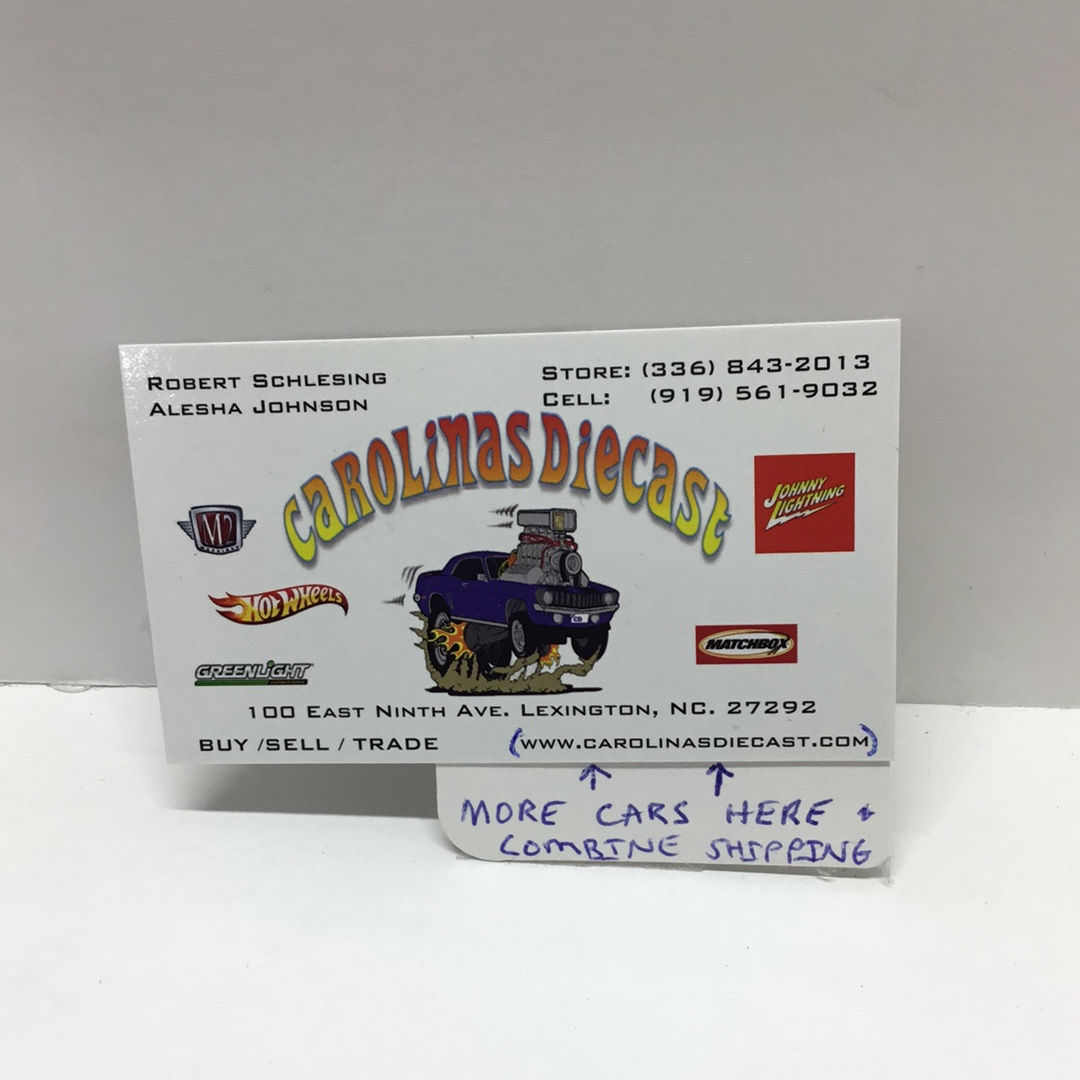 ROBERT SCHLESING
ALESHA JOHNSON
STORE: (336) 843-2013
CELL: (919) 561-9032
CAROLINAS DIECAST
M2
JOHNNY
LIGHTNING
HOT WHEELS
CD
MATCHBOX
GREENLIGHT
100 EAST NINTH AVE. LEXINGTON, NC. 27292
BUY /SELL / TRADE
(WWW.CAROLINASDIECAST.COM)
MORE CARS HERE +
COMBINE SHIPPING